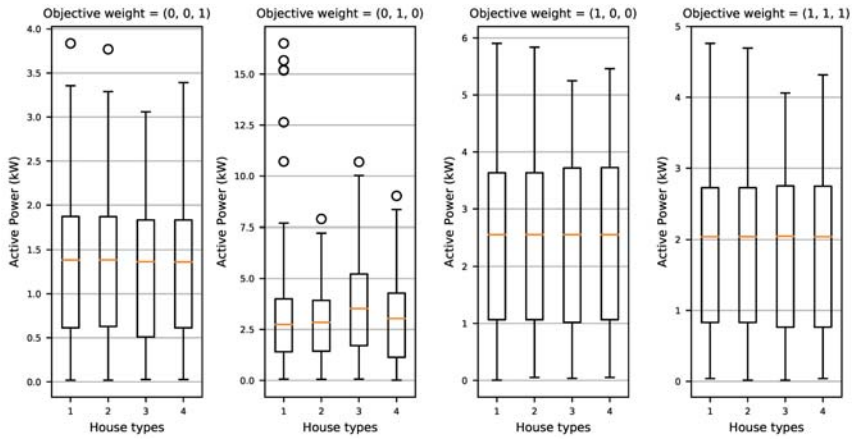 Objective weight = (0, 0, 1)
Active Power (kW)
4.0
3.5
3.0
2.5
2.0
1.5
1.0
0.5
0.0
1 2 3 4
House types
Objective weight = (0, 1, 0)
Active Power (kW)
15.0
12.5
10.0
7.5
5.0
2.5
0.0
1 2 3 4
House types
Objective weight = (1, 0, 0)
Active Power (kW)
6
5
4
3
2
1
0
1 2 3 4
House types
Objective weight = (1, 1, 1)
Active Power (kW)
5
4
3
2
1
0
1 2 3 4
House types